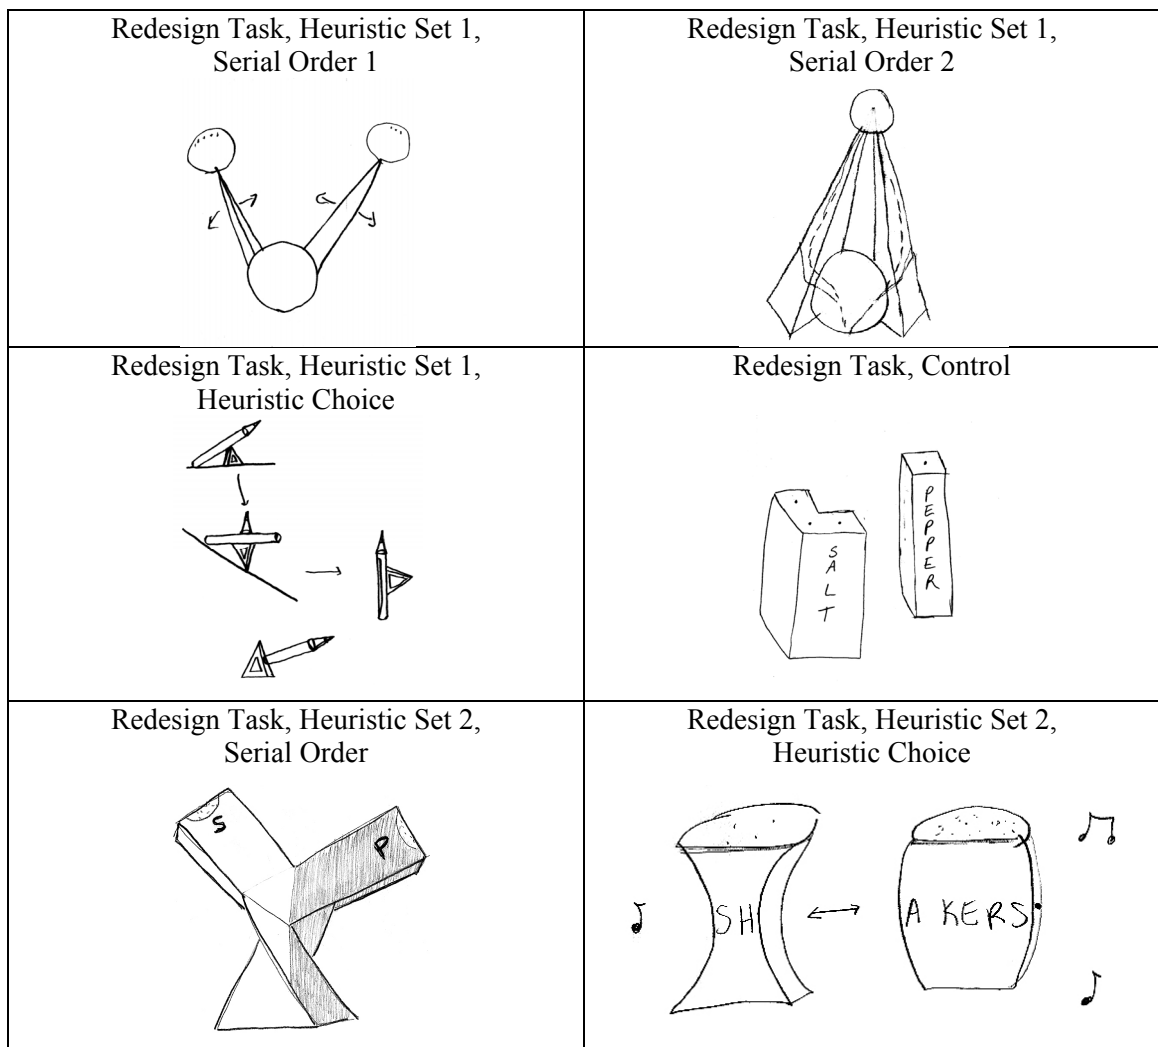 Redesign Task, Heuristic Set 1,
Serial Order 1
Redesign Task, Heuristic Set 1,
Serial Order 2
Redesign Task, Heuristic Set 1,
Heuristic Choice
Redesign Task, Control
SALT
PEPPER
Redesign Task, Heuristic Set 2,
Serial Order
S
P
Redesign Task, Heuristic Set 2,
Heuristic Choice
SH
A KERS